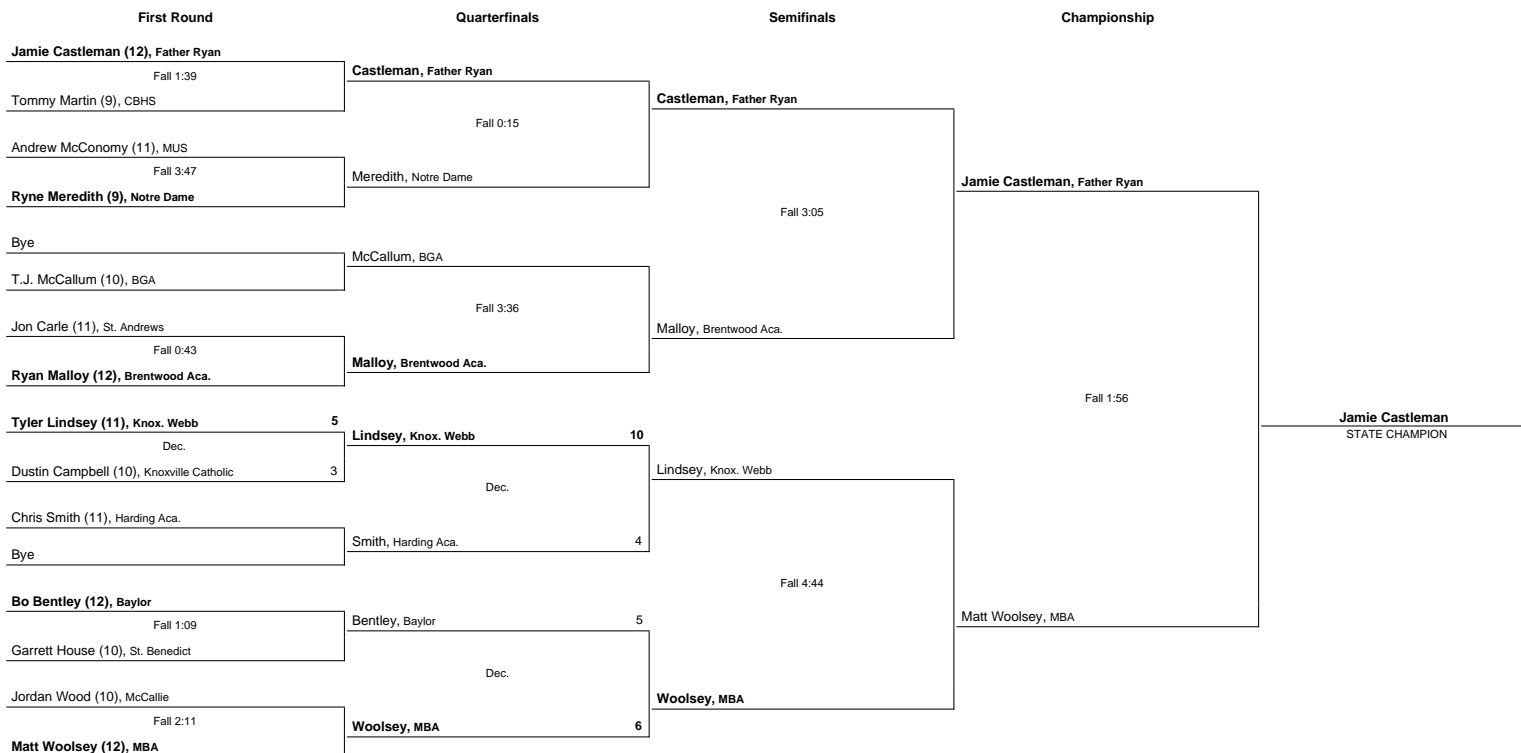 First Round Quarterfinals Semifinals Championship
Jamie Castleman (12), Father Ryan
Fall 1:39
Tommy Martin (9), CBHS
Andrew McConomy (11), MUS
Fall 3:47
Ryne Meredith (9), Notre Dame
Bye
T.J. McCallum (10), BGA
Jon Carle (11), St. Andrews
Fall 0:43
Ryan Malloy (12), Brentwood Aca.
Tyler Lindsey (11), Knox. Webb 5
Dec.
Dustin Campbell (10), Knoxville Catholic 3
Chris Smith (11), Harding Aca.
Bye
Bo Bentley (12), Baylor
Fall 1:09
Garrett House (10), St. Benedict
Jordan Wood (10), McCallie
Fall 2:11
Matt Woolsey (12), MBA
Castleman, Father Ryan
Fall 0:15
Meredith, Notre Dame
McCallum, BGA
Fall 3:36
Malloy, Brentwood Aca.
Lindsey, Knox. Webb 10
Dec.
Smith, Harding Aca. 4
Bentley, Baylor 5
Dec.
Woolsey, MBA 6
Castleman, Father Ryan
Fall 3:05
Malloy, Brentwood Aca.
Lindsey, Knox. Webb
Fall 4:44
Woolsey, MBA
Jamie Castleman, Father Ryan
Fall 1:56
Matt Woolsey, MBA
Jamie Castleman
STATE CHAMPION